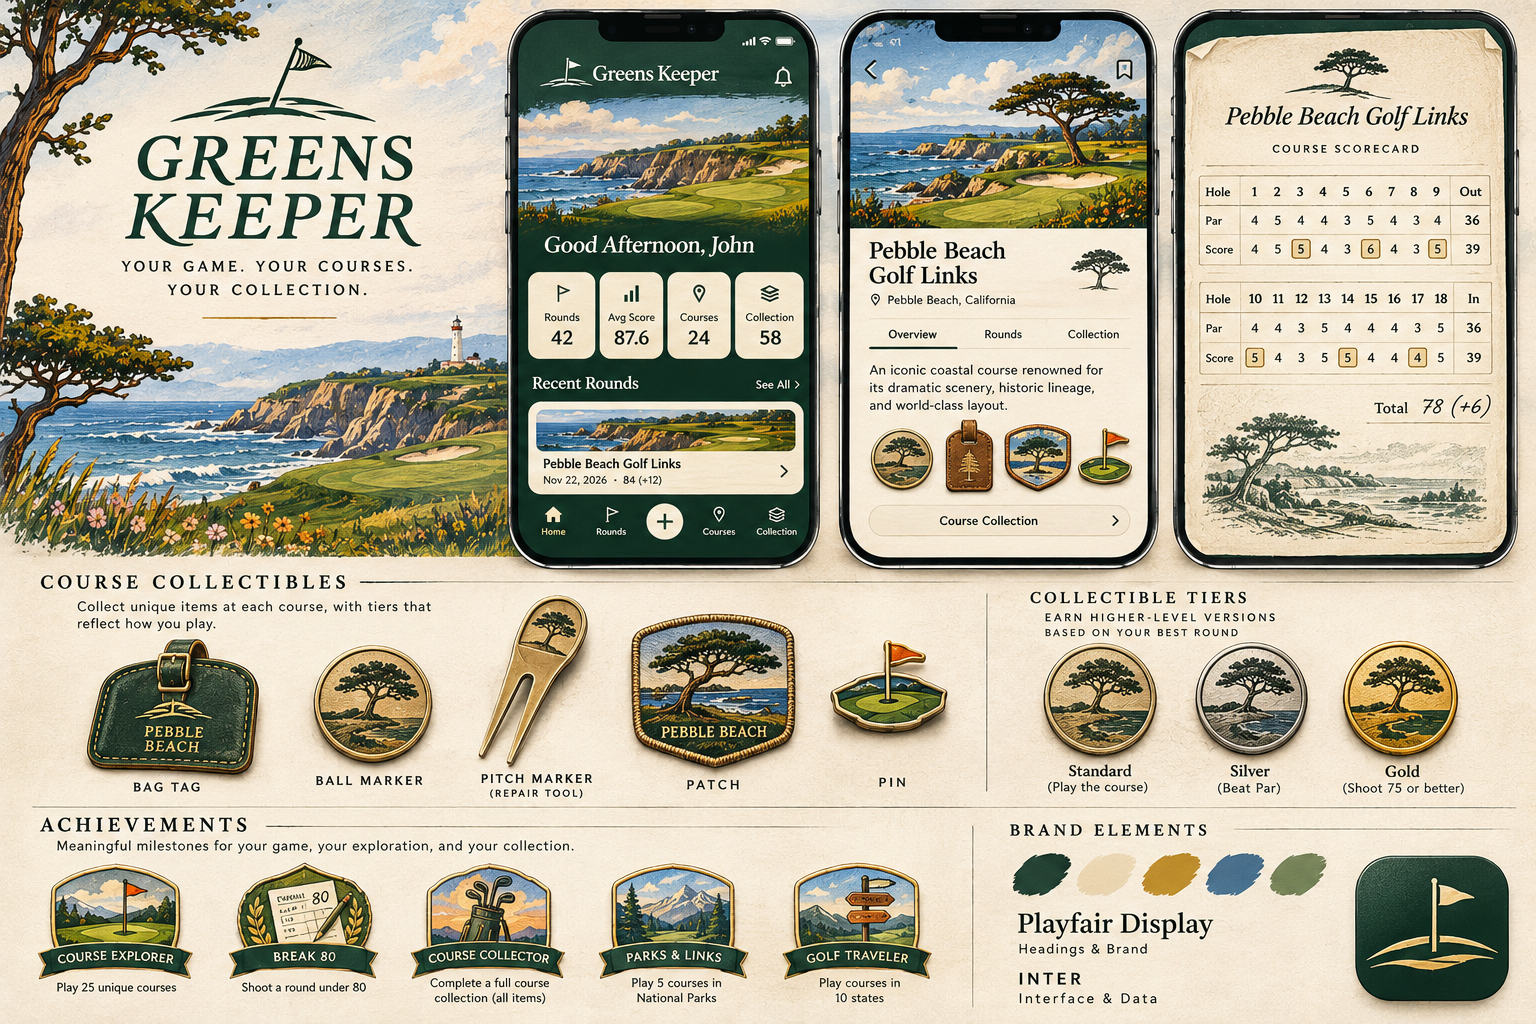 GREENS
KEEPER
YOUR GAME. YOUR COURSES.
YOUR COLLECTION.
Greens Keeper
Good Afternoon, John
Rounds
42
Avg Score
87.6
Courses
24
Collection
58
Recent Rounds
See All
Pebble Beach Golf Links
Nov 22, 2026 · 84 (+12)
Home
Rounds
Courses
Collection
Pebble Beach
Golf Links
Pebble Beach, California
Overview Rounds Collection
An iconic coastal course renowned for
its dramatic scenery, historic lineage,
and world-class layout.
Course Collection
Pebble Beach Golf Links
COURSE SCORECARD
Hole 1 2 3 4 5 6 7 8 9 Out
Par 4 5 4 4 3 5 4 3 4 36
Score 4 5 5 4 3 6 4 3 5 39
Hole 10 11 12 13 14 15 16 17 18 In
Par 4 4 3 5 4 4 4 3 5 36
Score 5 4 3 5 5 4 4 4 5 39
Total 78 (+6)
COURSE COLLECTIBLES
Collect unique items at each course, with tiers that
reflect how you play.
PEBBLE
BEACH
BAG TAG
BALL MARKER
PITCH MARKER
(REPAIR TOOL)
PEBBLE BEACH
PATCH
PIN
COLLECTIBLE TIERS
EARN HIGHER-LEVEL VERSIONS
BASED ON YOUR BEST ROUND
Standard
(Play the course)
Silver
(Beat Par)
Gold
(Shoot 75 or better)
ACHIEVEMENTS
Meaningful milestones for your game, your exploration, and your collection.
COURSE EXPLORER
Play 25 unique courses
80
BREAK 80
Shoot a round under 80
COURSE COLLECTOR
Complete a full course
collection (all items)
PARKS & LINKS
Play 5 courses in
National Parks
GOLF TRAVELER
Play courses in
10 states
BRAND ELEMENTS
Playfair Display
Headings & Brand
INTER
Interface & Data